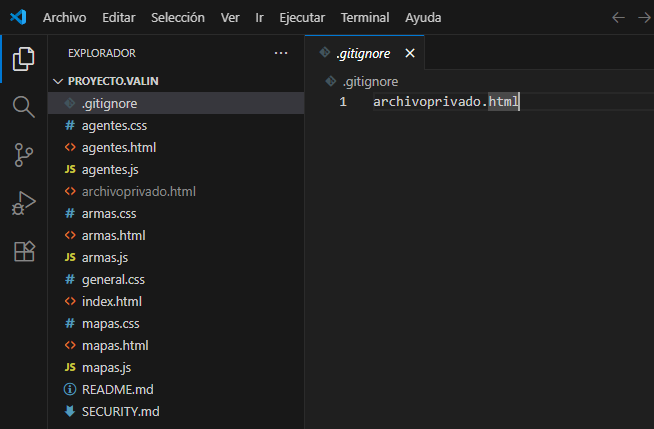 Archivo Editar Selección Ver Ir Ejecutar Terminal Ayuda
EXPLORADOR
PROYECTO.VALIN
.gitignore
agentes.css
agentes.html
agentes.js
archivoprivado.html
armas.css
armas.html
armas.js
general.css
index.html
mapas.css
mapas.html
mapas.js
README.md
SECURITY.md
.gitignore
.gitignore
1 archivoprivado.html